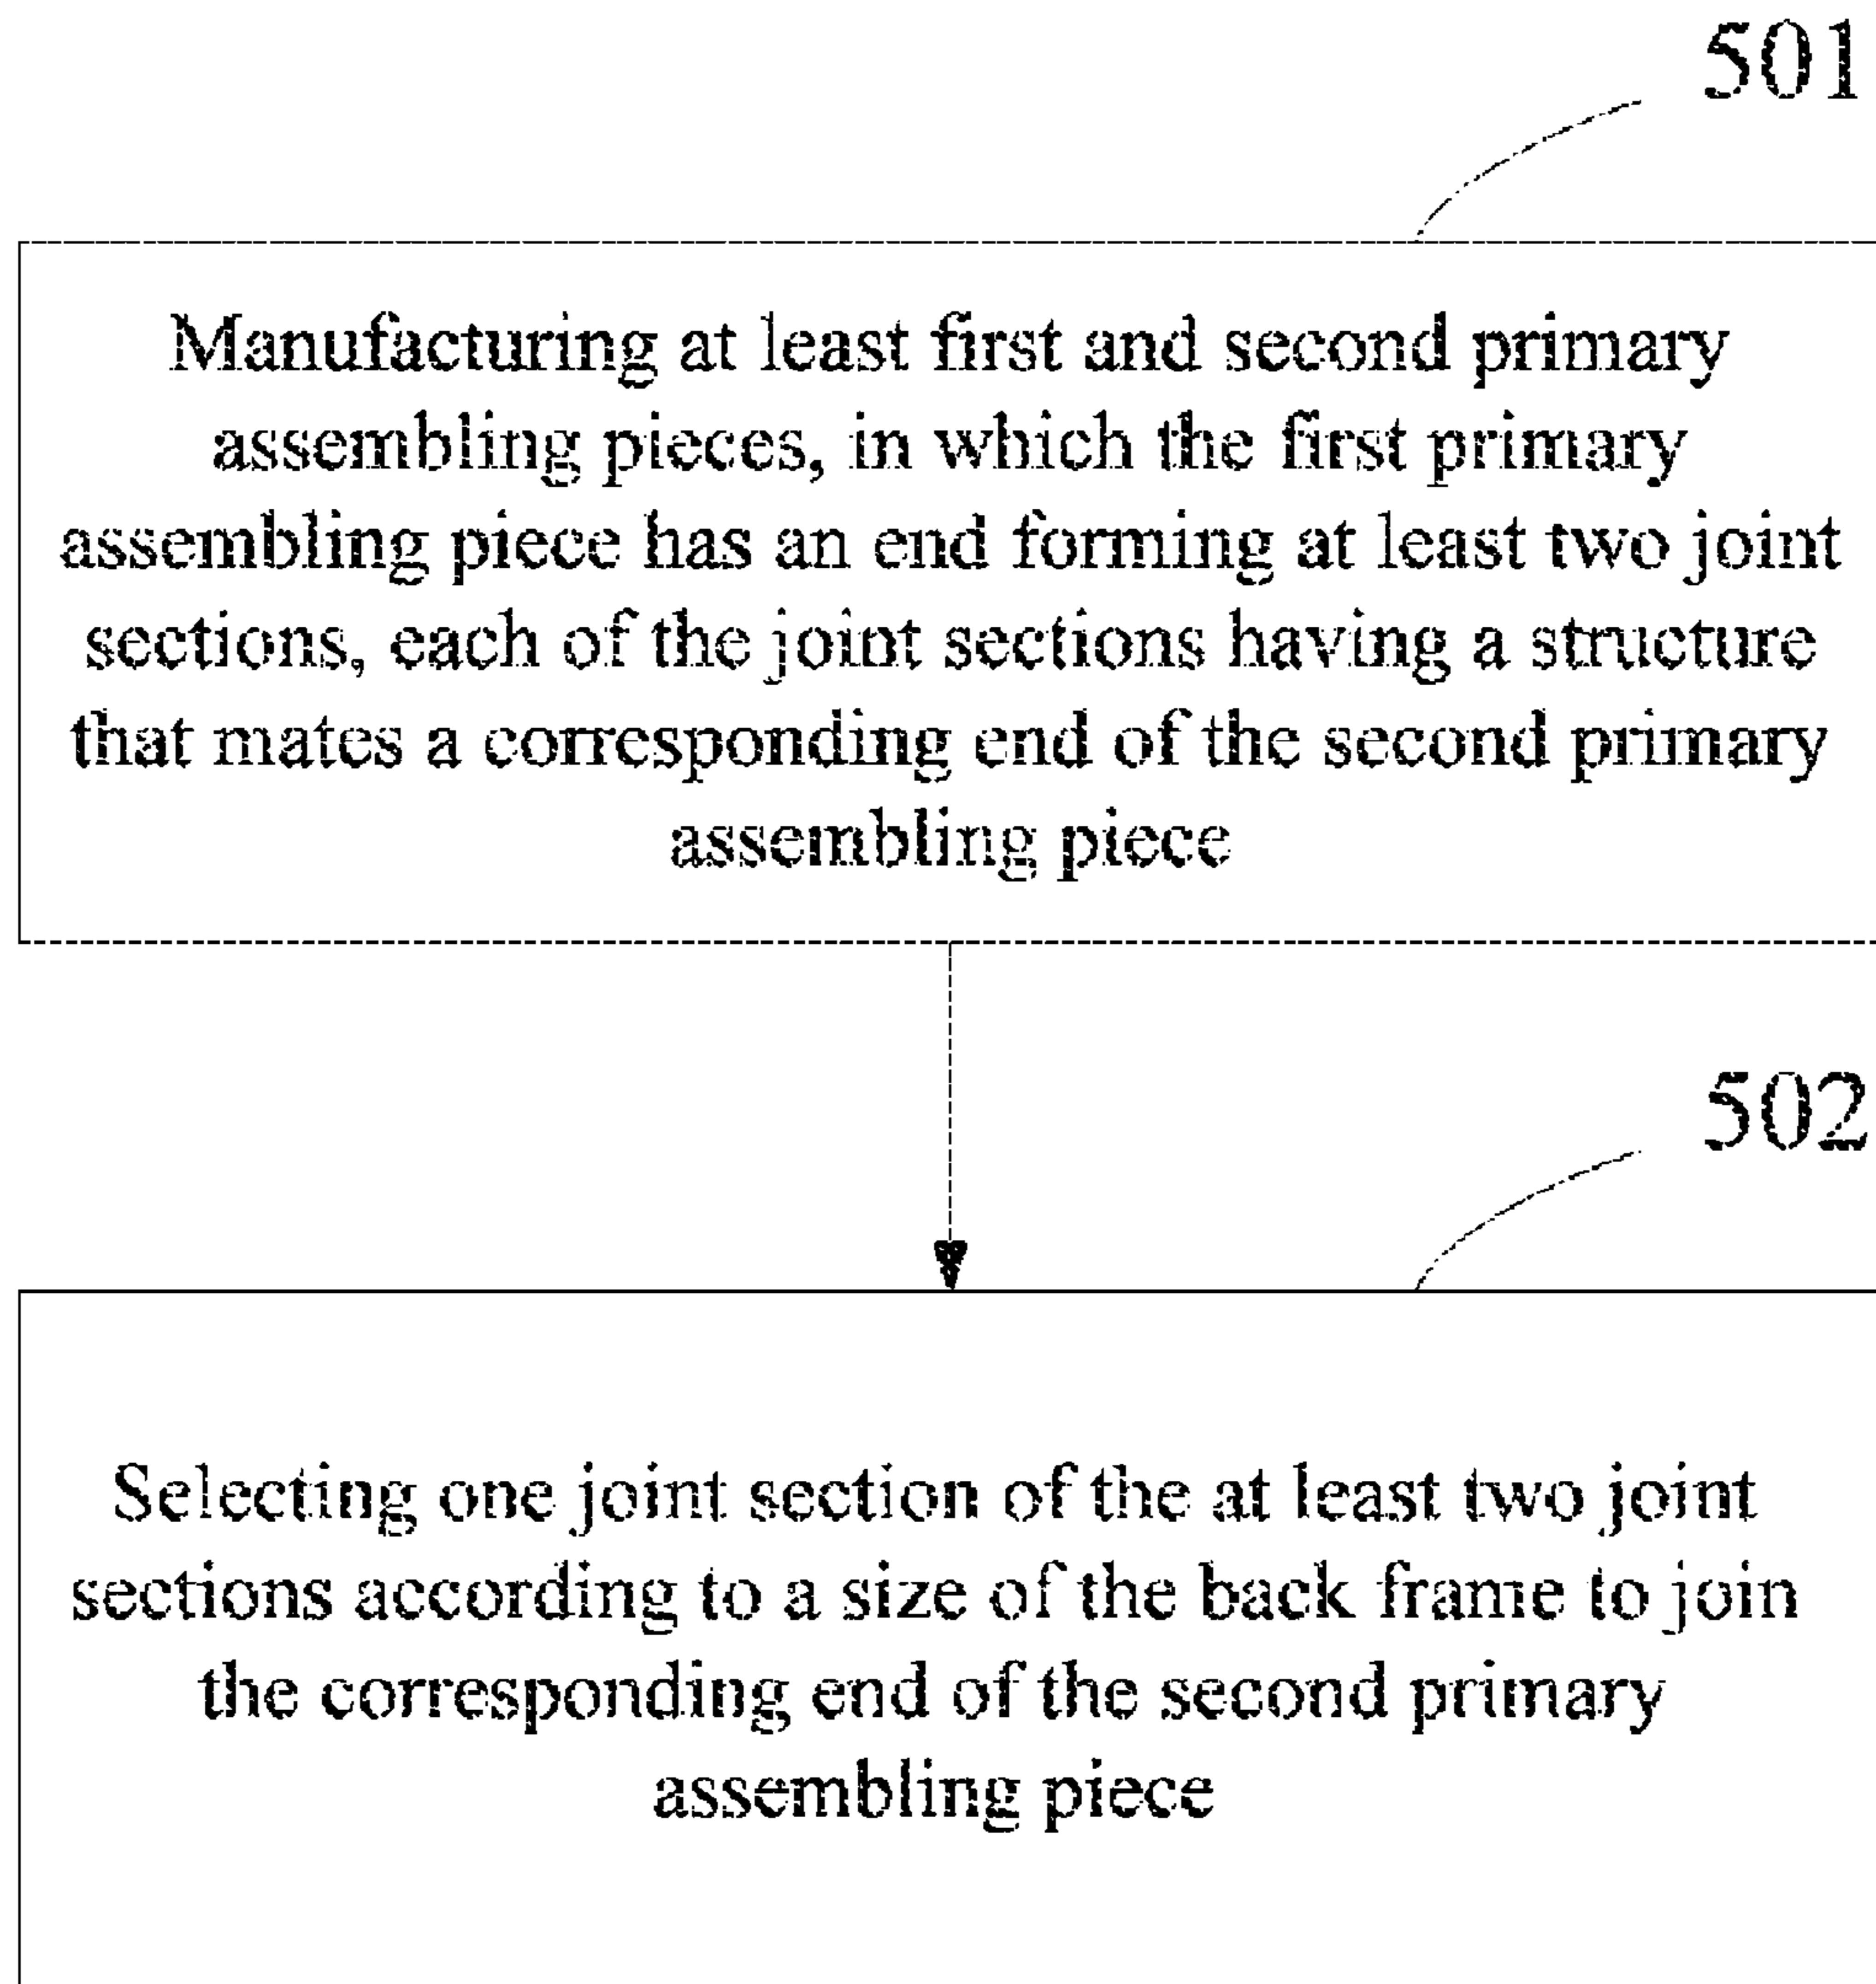 501
Manufacturing at least first and second primary
assembling pieces, in which the first primary
assembling piece has an end forming at least two joint
sections, each of the joint sections having a structure
that mates a corresponding end of the second primary
assembling piece
502
Selecting one joint section of the at least two joint
sections according to a size of the back frame to join
the corresponding end of the second primary
assembling piece